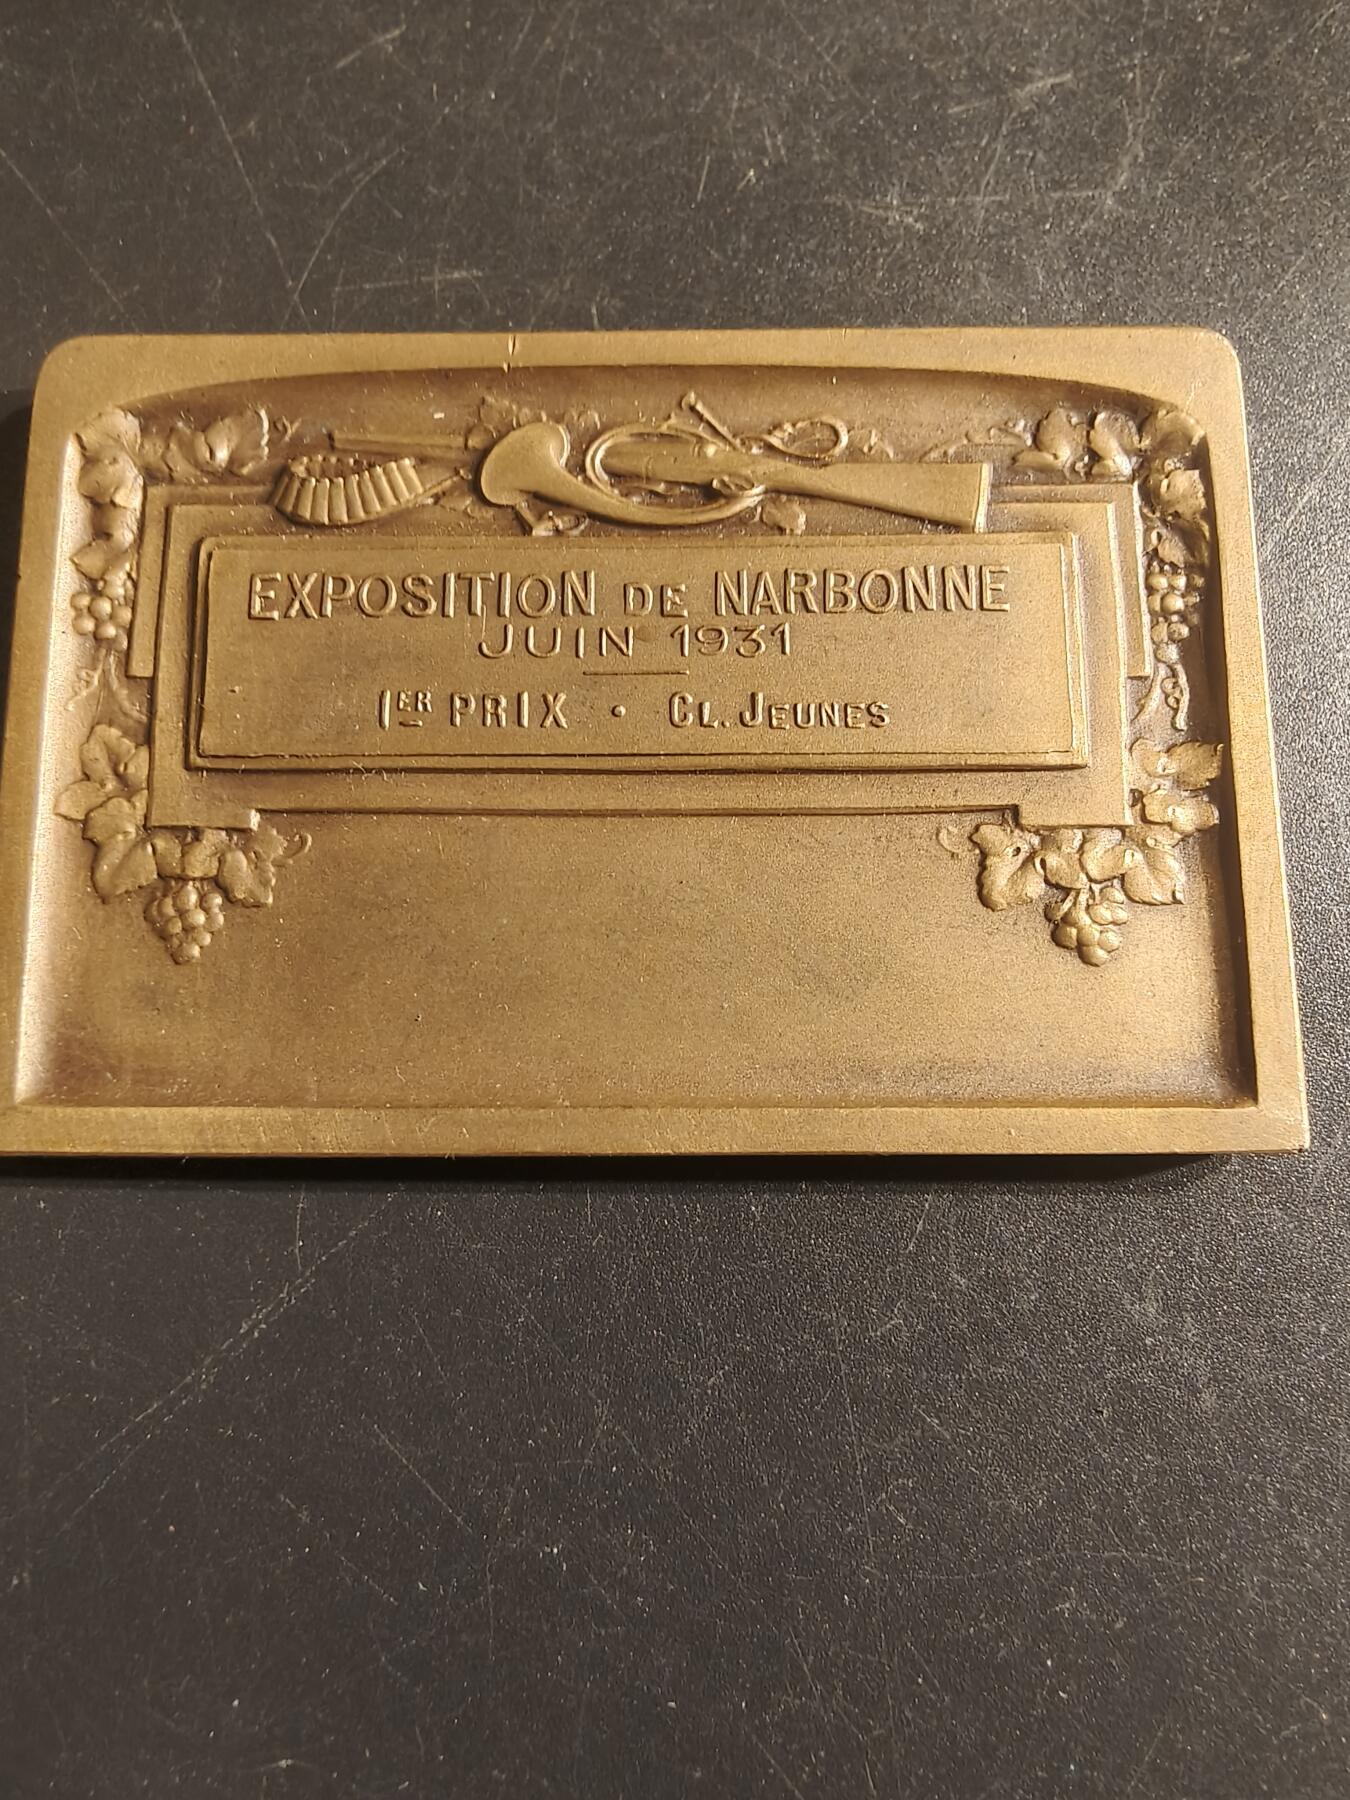 EXPOSITION DE NARBONNE
JUIN 1931
1ER PRIX • CL. JEUNES